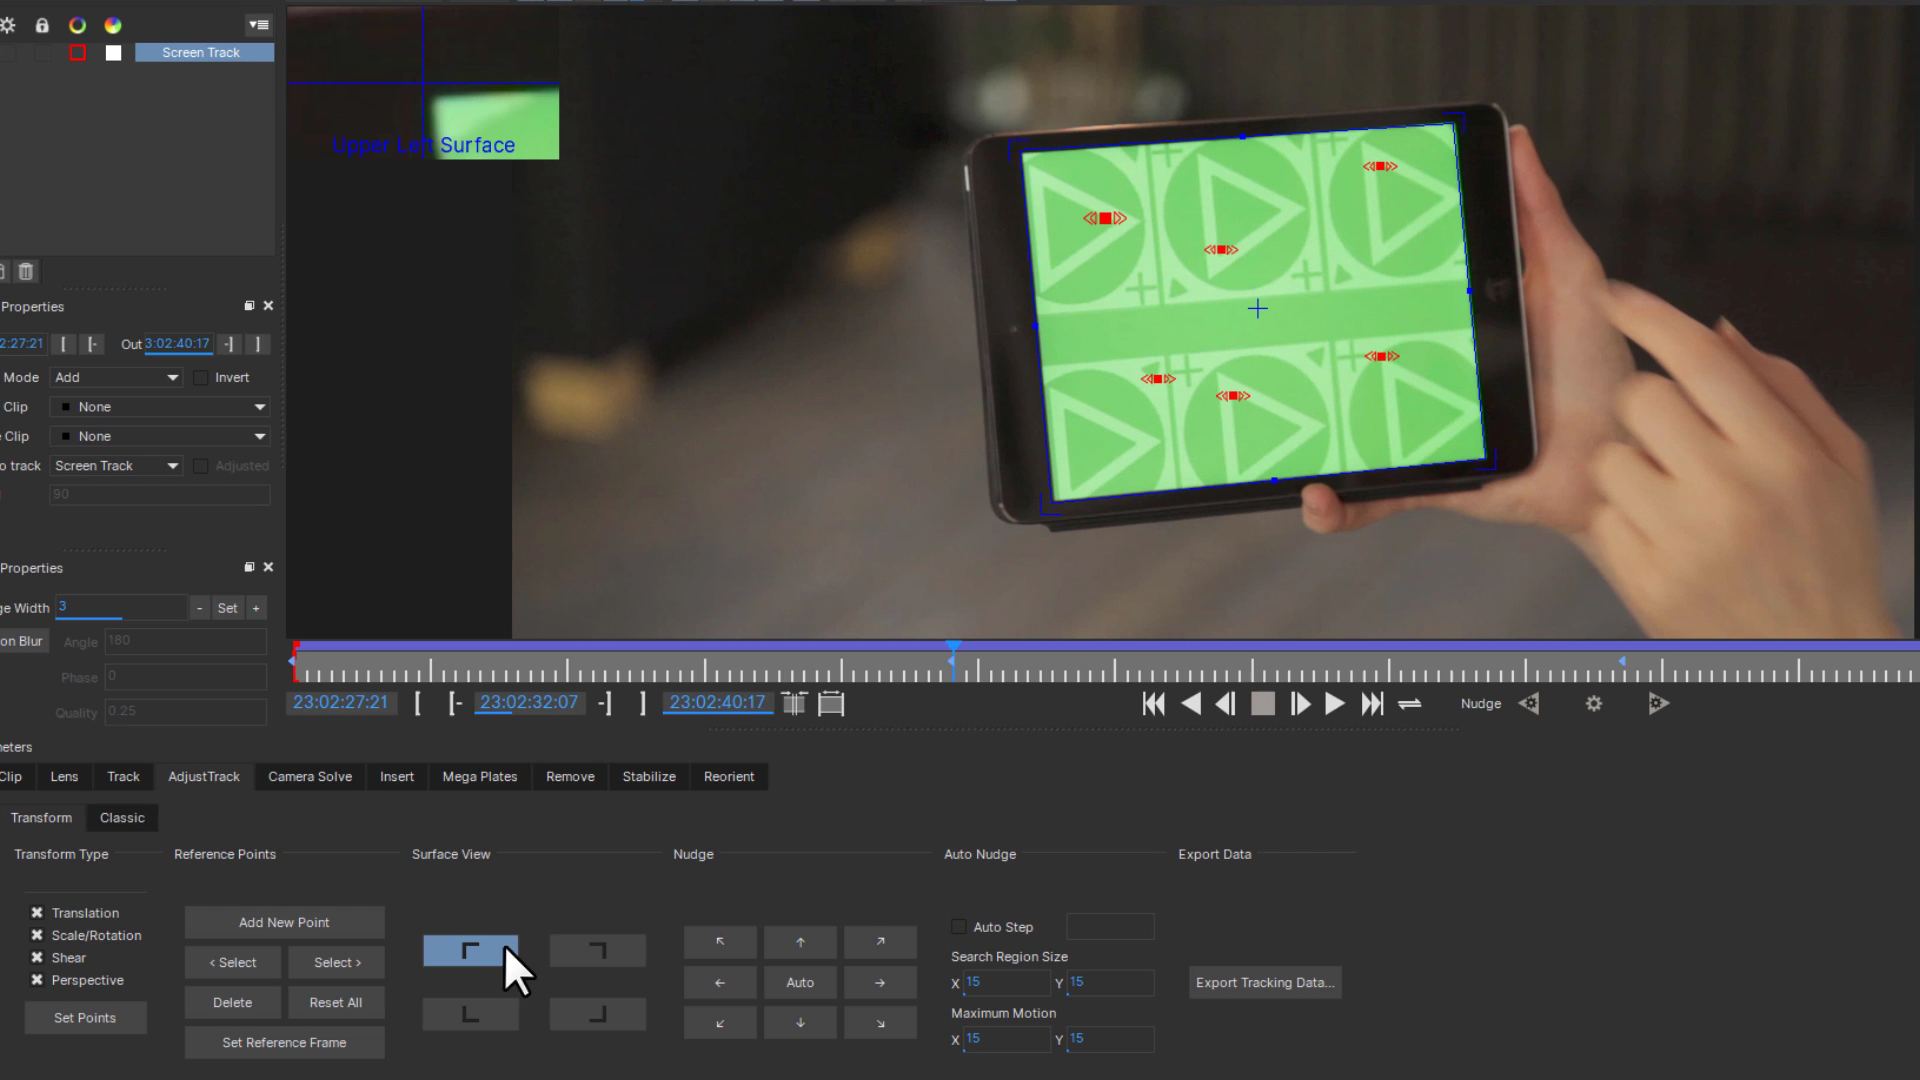 Screen Track
Upper Left Surface
Properties
2:27:21 [ [- Out 3:02:40:17 -] ]
Mode Add Invert
Clip None
Clip None
o track Screen Track Adjusted
90
Properties
ge Width 3 - Set +
on Blur Angle 180
Phase 0
Quality 0.25
23:02:27:21 [ [- 23:02:32:07 -] ] 23:02:40:17 Nudge
neters
Clip Lens Track AdjustTrack Camera Solve Insert Mega Plates Remove Stabilize Reorient
Transform Classic
Transform Type Reference Points Surface View Nudge Auto Nudge Export Data
Translation Add New Point Auto Step
Scale/Rotation
Shear < Select Select > Search Region Size
Perspective Auto X 15 Y 15 Export Tracking Data...
Delete Reset All
Set Points Maximum Motion
Set Reference Frame X 15 Y 15